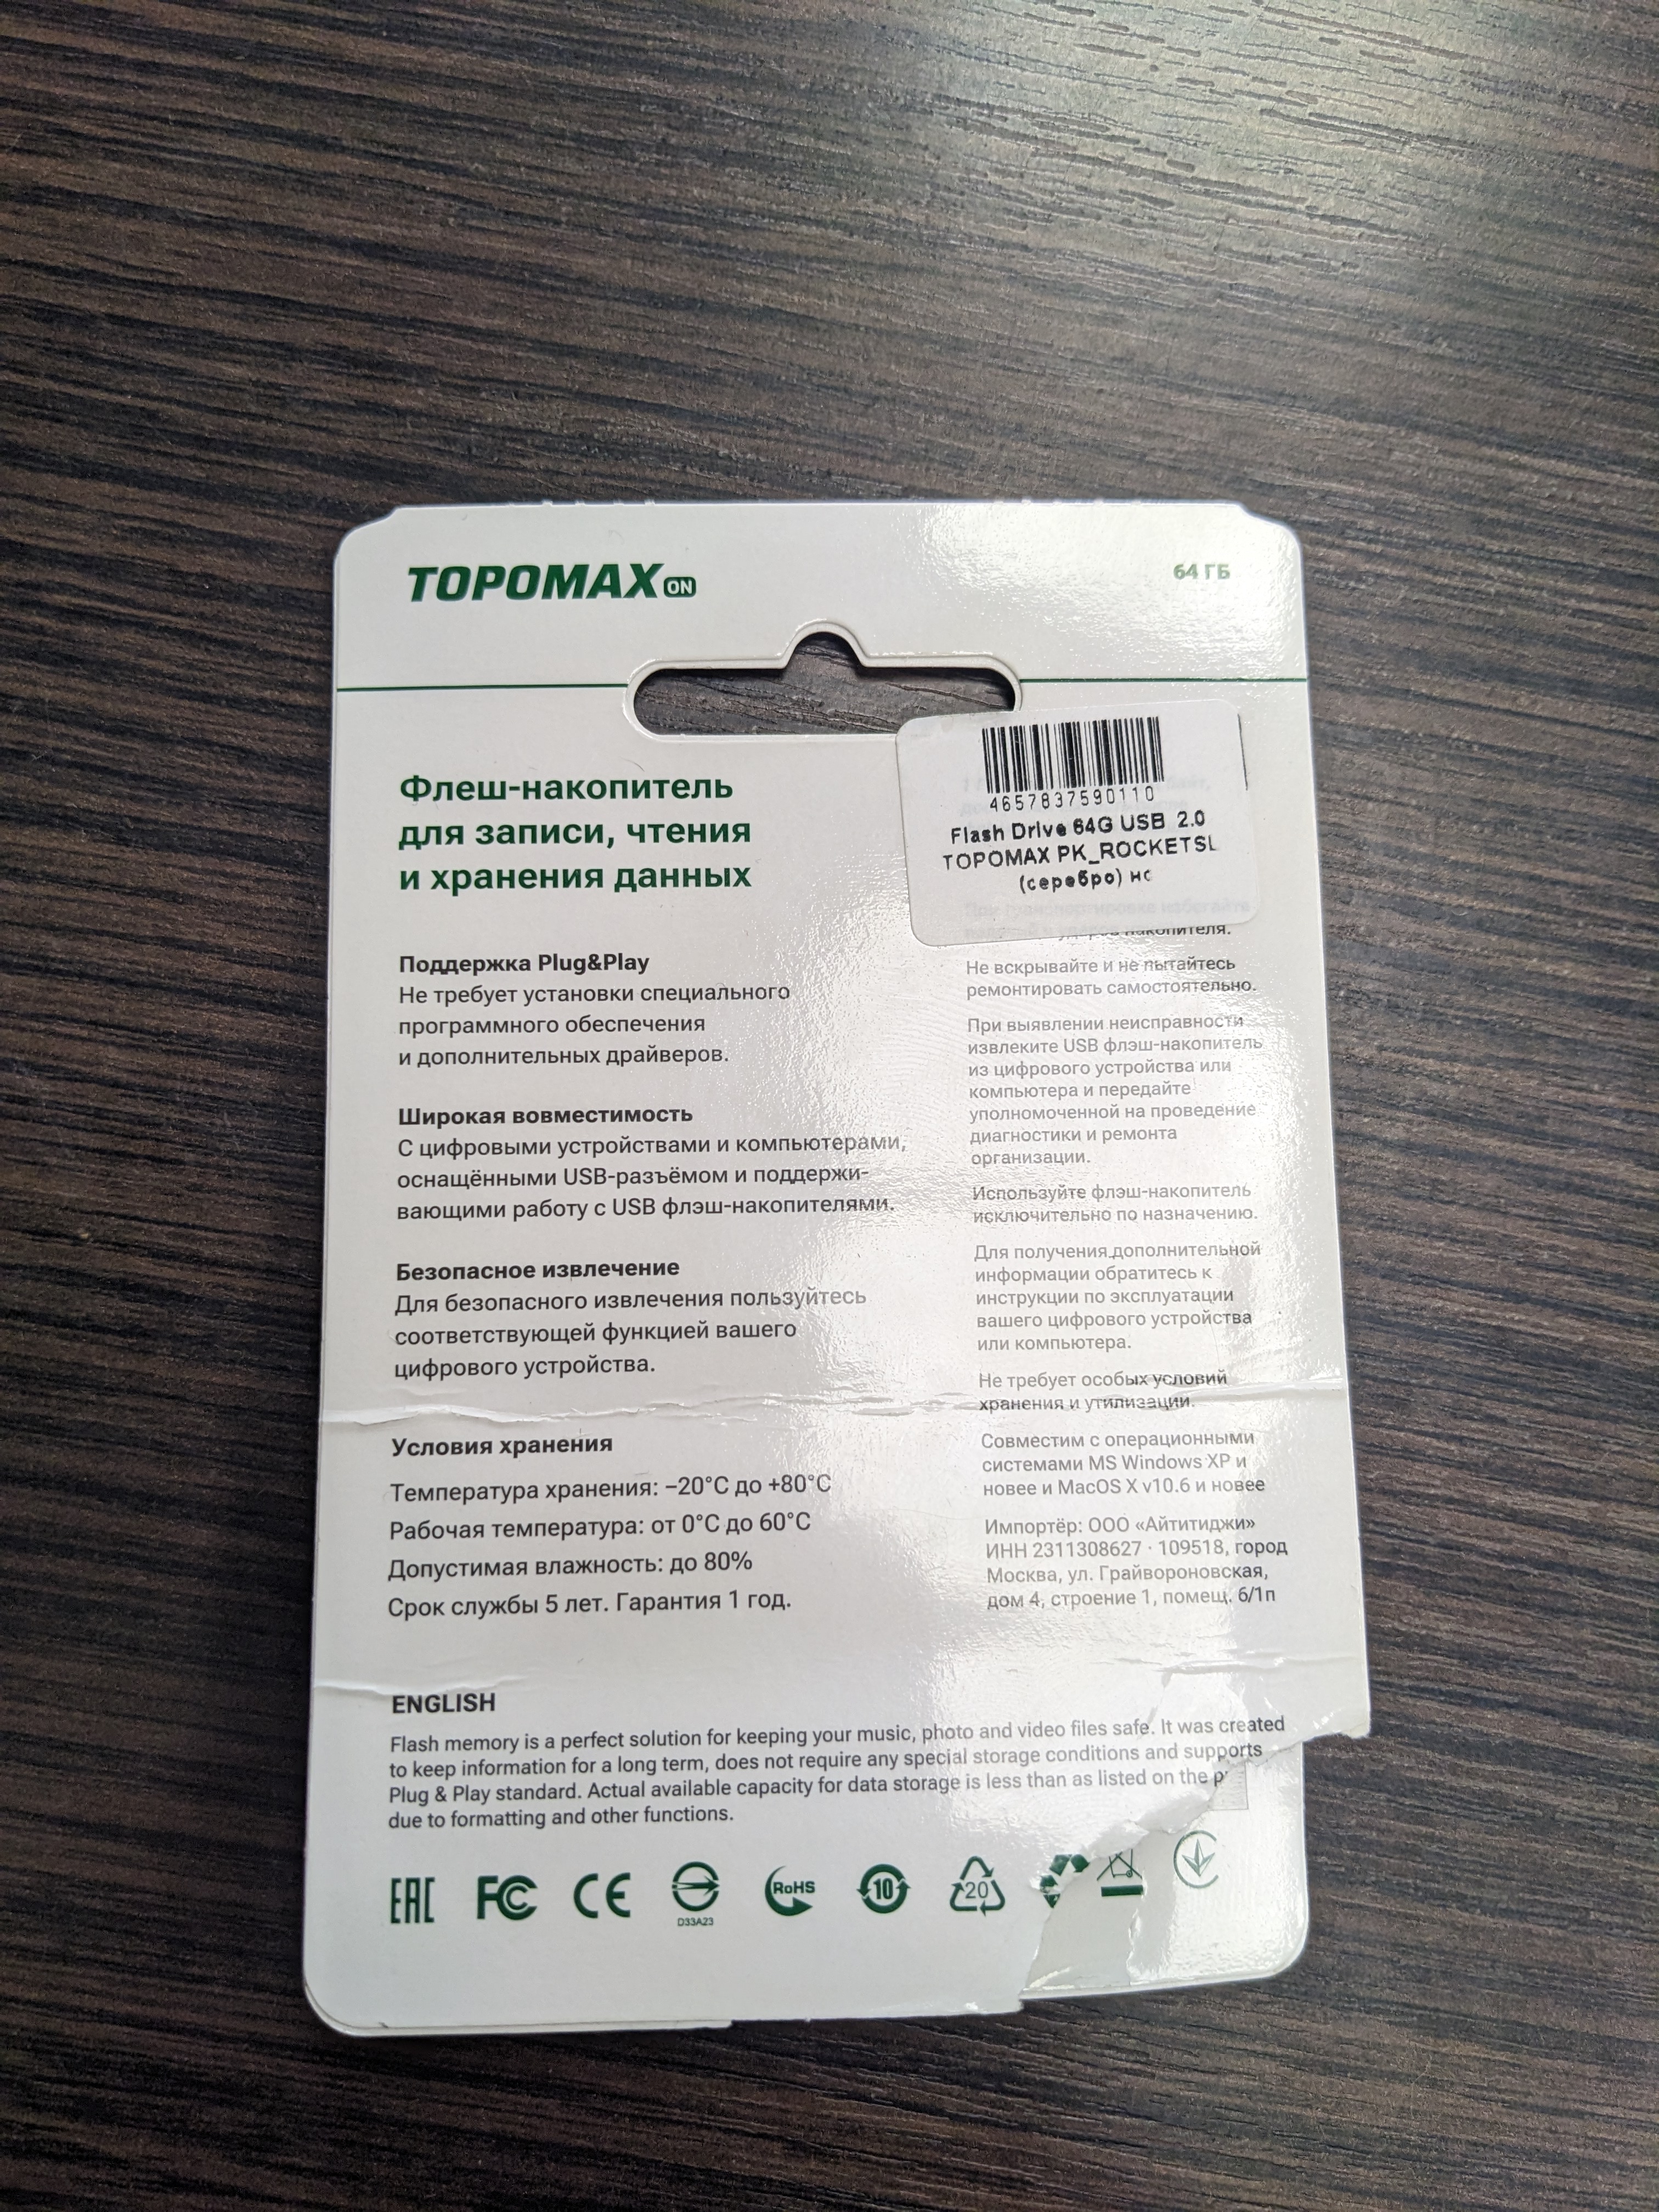 TOPOMAX ON
64 ГБ
Флеш-накопитель
для записи, чтения
и хранения данных
Поддержка Plug&Play
Не требует установки специального
программного обеспечения
и дополнительных драйверов.
Широкая вовместимость
С цифровыми устройствами и компьютерами,
оснащёнными USB-разъёмом и поддержи-
вающими работу с USB флэш-накопителями.
Безопасное извлечение
Для безопасного извлечения пользуйтесь
соответствующей функцией вашего
цифрового устройства.
Условия хранения
Температура хранения: –20°C до +80°C
Рабочая температура: от 0°C до 60°C
Допустимая влажность: до 80%
Срок службы 5 лет. Гарантия 1 год.
4657837590110
Flash Drive 64G USB 2.0
TOPOMAX PK_ROCKETSL
(серебро)
При транспортировке избегайте
накопителя.
Не вскрывайте и не пытайтесь
ремонтировать самостоятельно.
При выявлении неисправности
извлеките USB флэш-накопитель
из цифрового устройства или
компьютера и передайте
уполномоченной на проведение
диагностики и ремонта
организации.
Используйте флэш-накопитель
исключительно по назначению.
Для получения дополнительной
информации обратитесь к
инструкции по эксплуатации
вашего цифрового устройства
или компьютера.
Не требует особых условий
хранения и утилизации.
Совместим с операционными
системами MS Windows XP и
новее и MacOS X v10.6 и новее
Импортёр: ООО «Айтитиджи»
ИНН 2311308627 · 109518, город
Москва, ул. Грайвороновская,
дом 4, строение 1, помещ. 6/1п
ENGLISH
Flash memory is a perfect solution for keeping your music, photo and video files safe. It was created
to keep information for a long term, does not require any special storage conditions and supports
Plug & Play standard. Actual available capacity for data storage is less than as listed on the
due to formatting and other functions.
EAC FC CE D33A23 RoHS 10 20